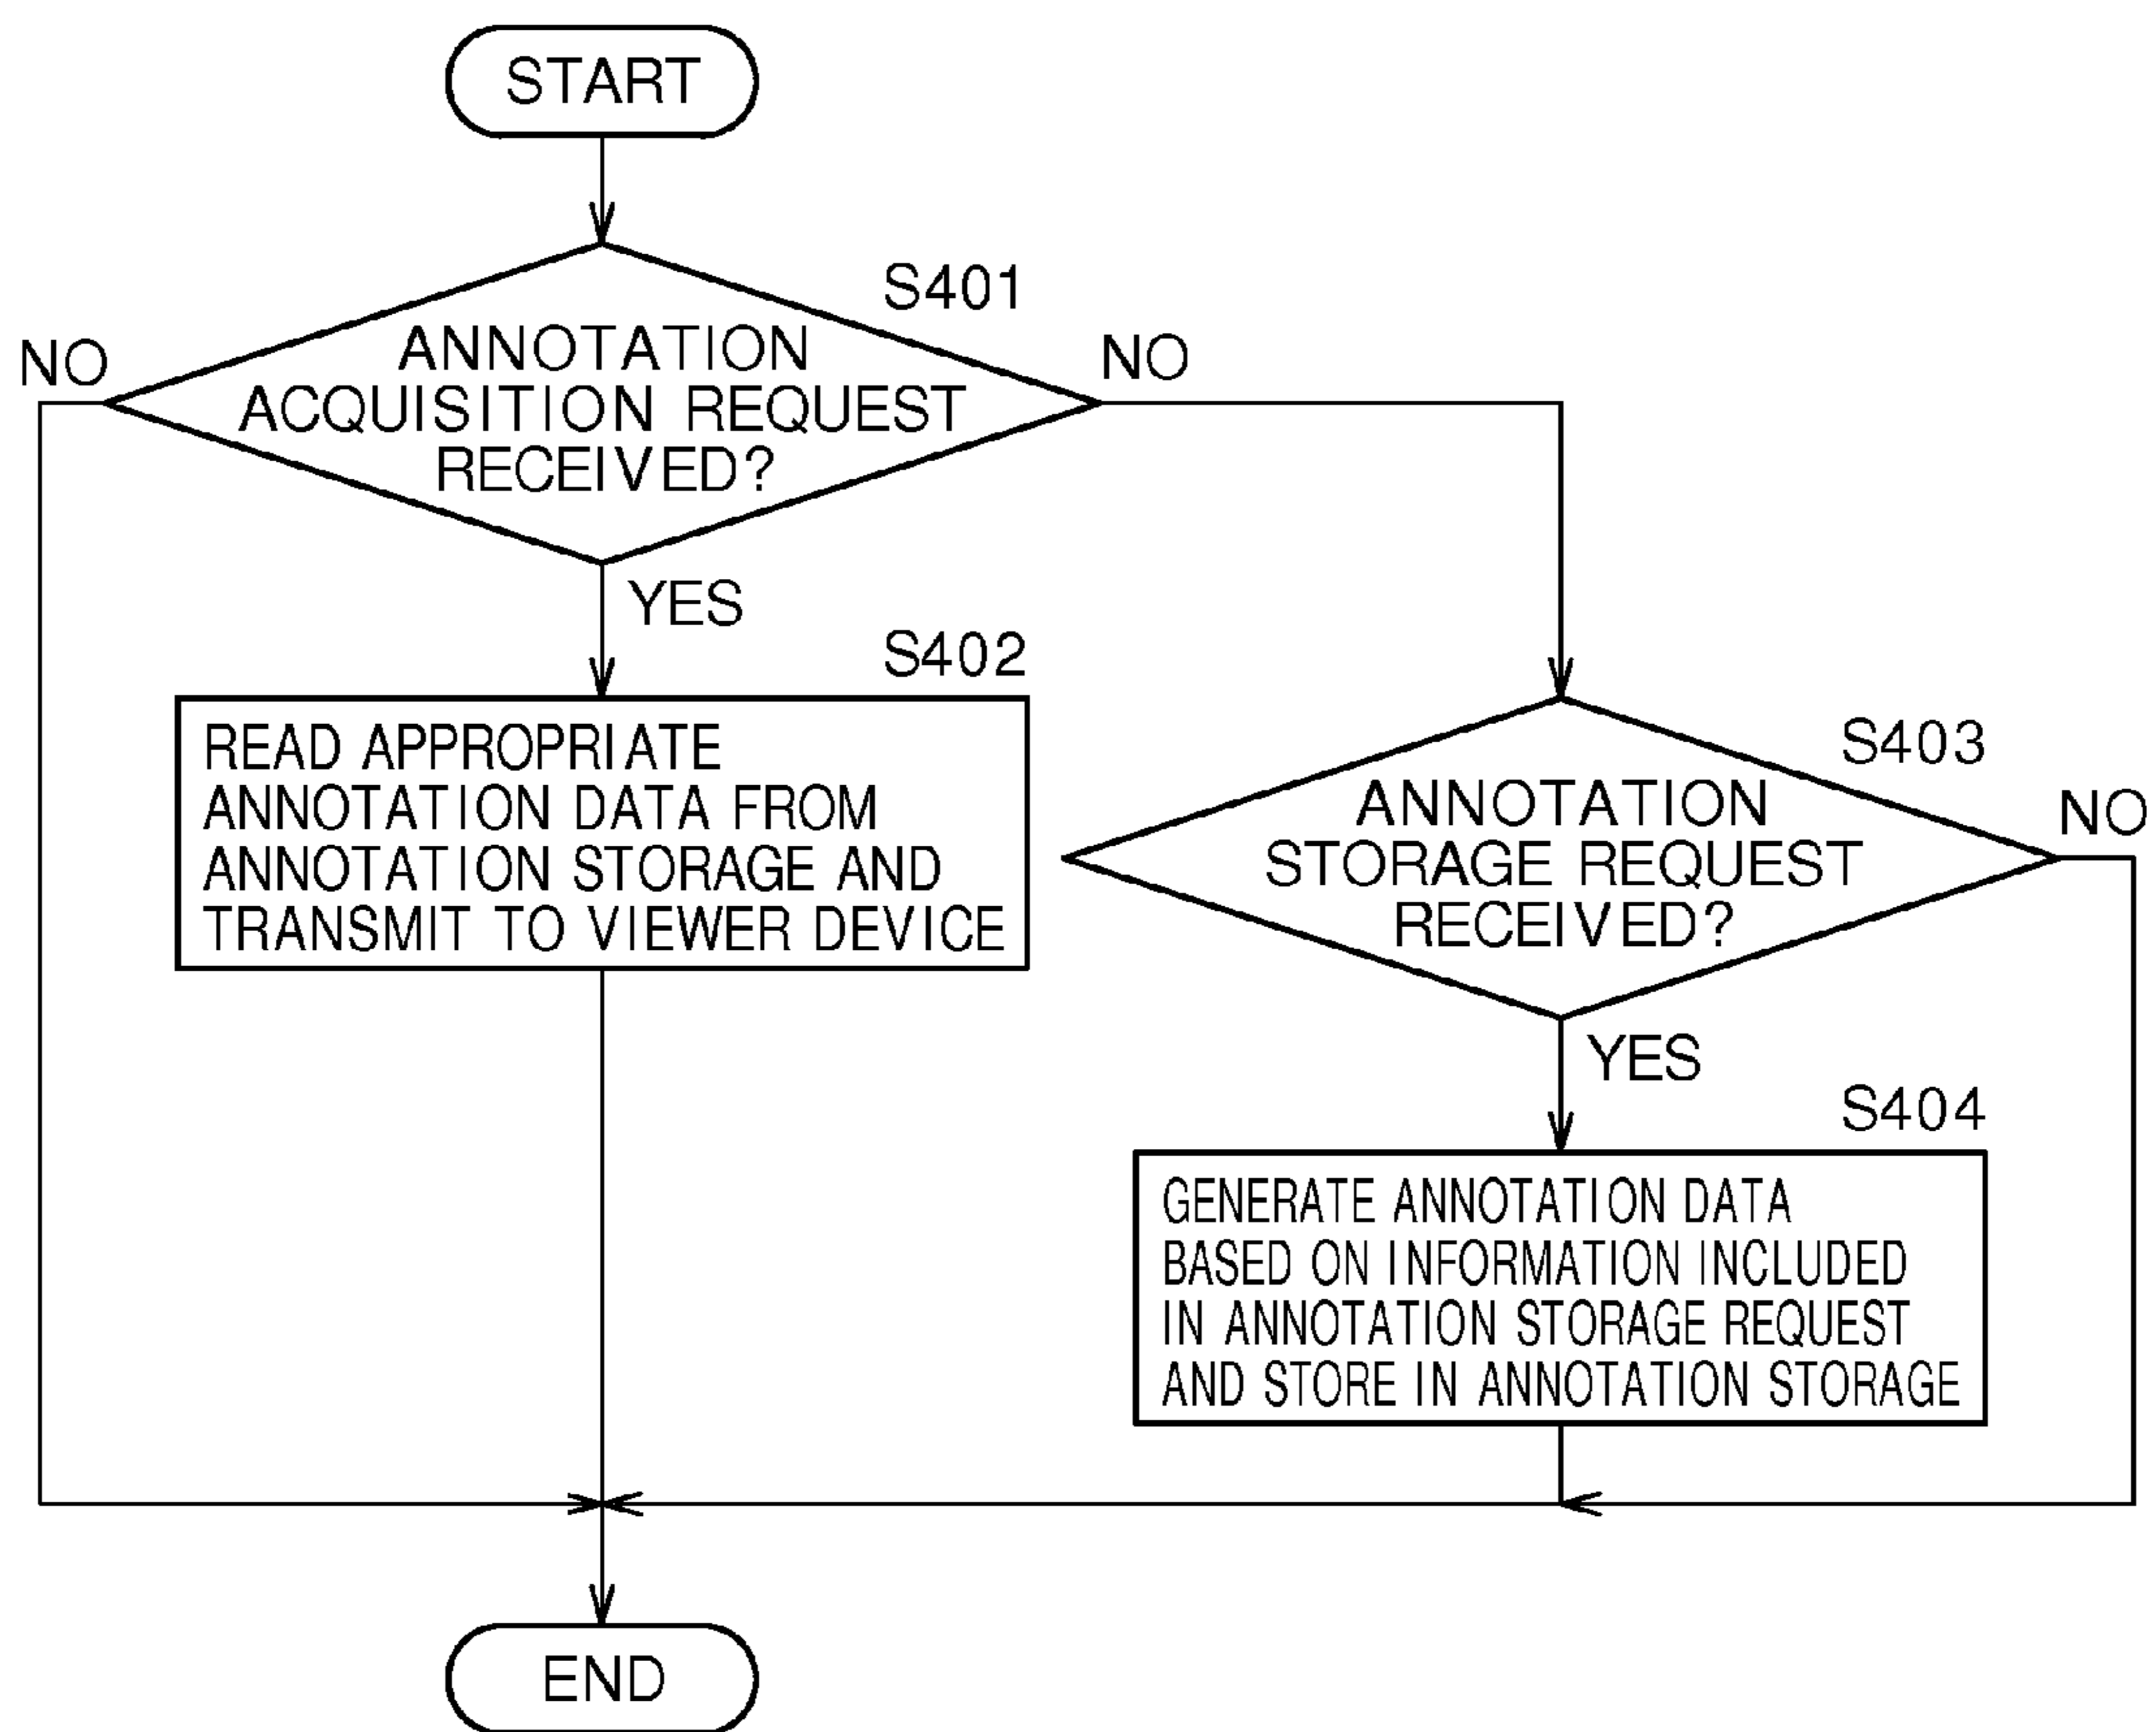 START
S401
NO
ANNOTATION
ACQUISITION REQUEST
RECEIVED?
NO
YES
S402
READ APPROPRIATE
ANNOTATION DATA FROM
ANNOTATION STORAGE AND
TRANSMIT TO VIEWER DEVICE
S403
ANNOTATION
STORAGE REQUEST
RECEIVED?
NO
YES
S404
GENERATE ANNOTATION DATA
BASED ON INFORMATION INCLUDED
IN ANNOTATION STORAGE REQUEST
AND STORE IN ANNOTATION STORAGE
END